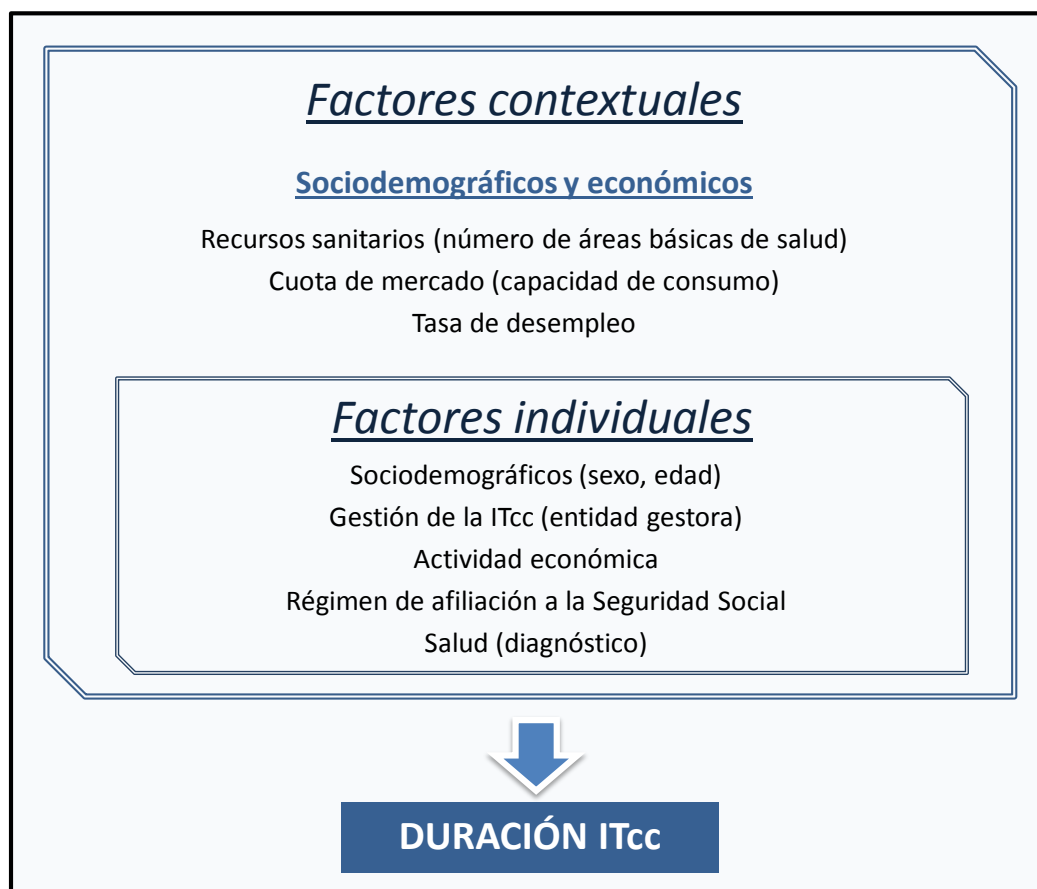 Factores contextuales
Sociodemográficos y económicos
Recursos sanitarios (número de áreas básicas de salud)
Cuota de mercado (capacidad de consumo)
Tasa de desempleo
Factores individuales
Sociodemográficos (sexo, edad)
Gestión de la ITcc (entidad gestora)
Actividad económica
Régimen de afiliación a la Seguridad Social
Salud (diagnóstico)
DURACIÓN ITcc